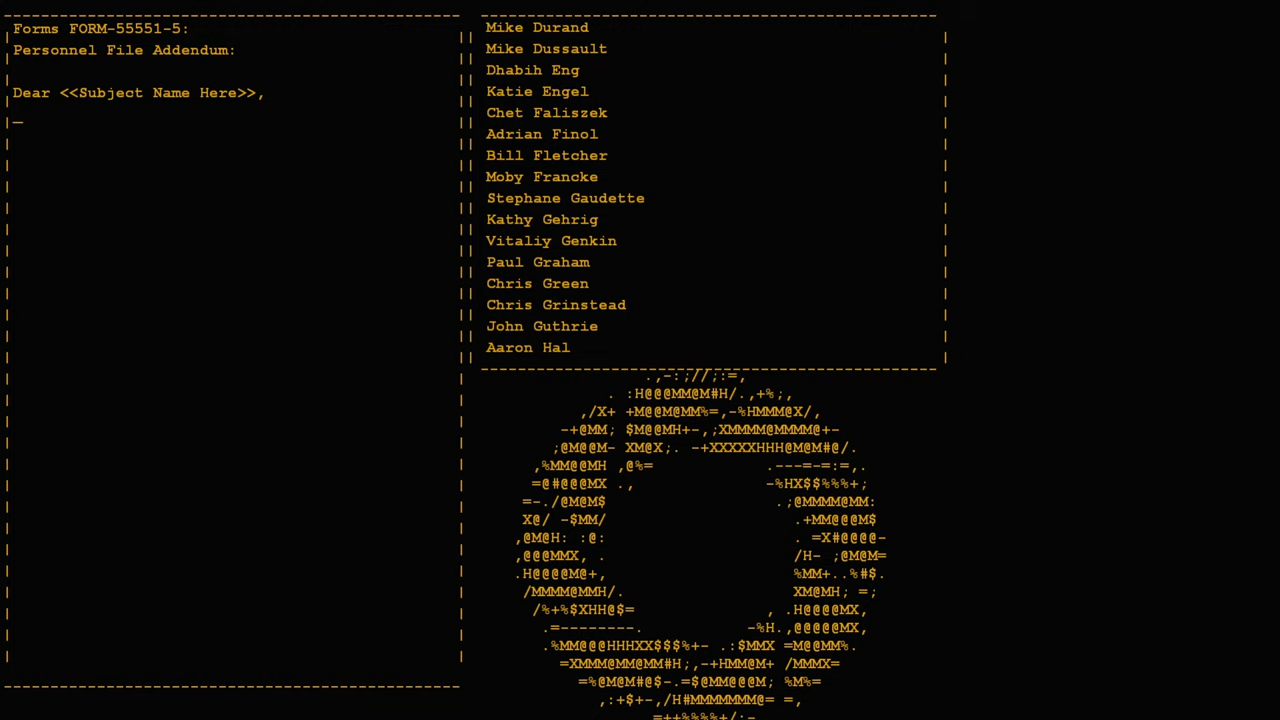 Forms FORM-55551-5:
Personnel File Addendum:
Dear <<Subject Name Here>>,
_
Mike Durand
Mike Dussault
Dhabih Eng
Katie Engel
Chet Faliszek
Adrian Finol
Bill Fletcher
Moby Francke
Stephane Gaudette
Kathy Gehrig
Vitaliy Genkin
Paul Graham
Chris Green
Chris Grinstead
John Guthrie
Aaron Hal